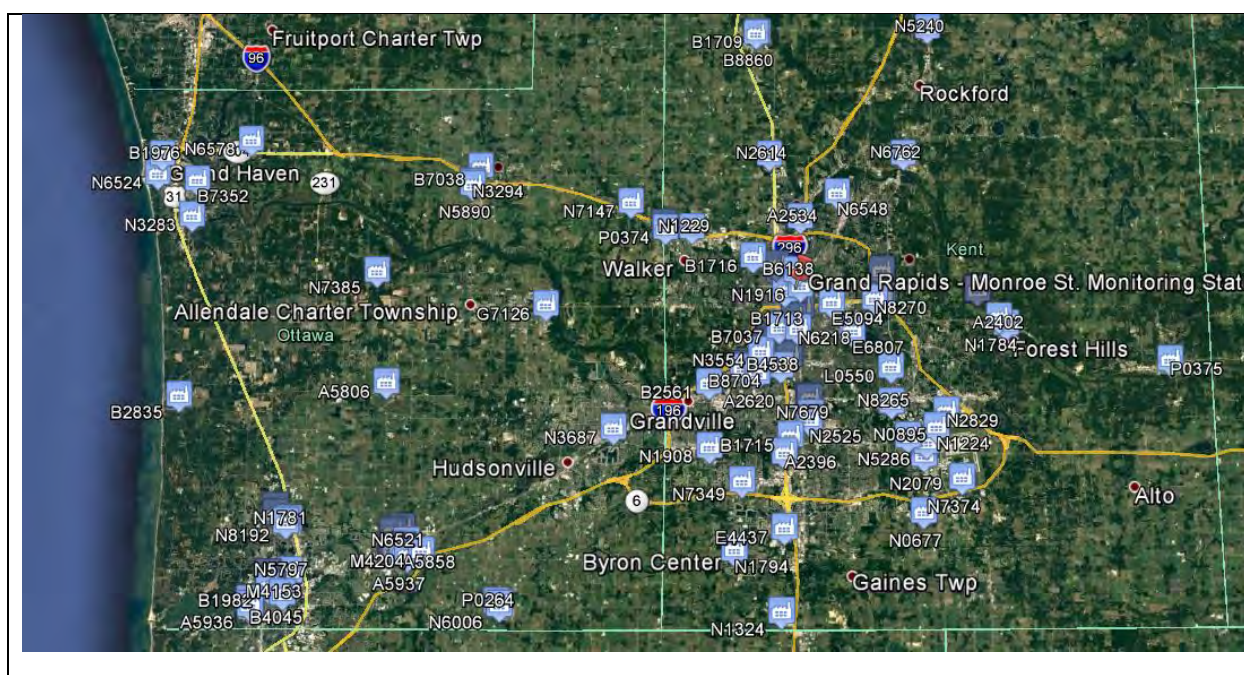 Fruitport Charter Twp
96
B1709
B8860
N5240
Rockford
B1976
N6578
N2614
N6762
Grand Haven
N6524
B7352
31
231
B7038
N3294
N5890
N7147
N6548
A2534
N3283
P0374
N1229
296
Kent
Walker
B1716
B6138
N7385
N1916
Grand Rapids - Monroe St. Monitoring Stat
Allendale Charter Township
G7126
E5094
N8270
A2402
Ottawa
B1713
N6218
B7037
E6807
N1784
Forest Hills
N3554
B4538
P0375
L0550
A5806
B8704
B2561
A2620
B2835
196
N7679
N8265
Grandville
N2829
N3687
N2525
N0895
N1224
N1908
B1715
A2396
N5286
Hudsonville
N2079
6
N7349
N7374
Alto
N1781
N8192
N6521
N0677
E4437
M4204
A5858
Byron Center
N1794
N5797
A5937
Gaines Twp
M4153
B1982
P0264
A5936
B4045
N6006
N1324